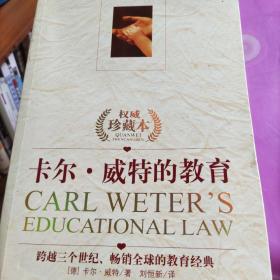 权威
珍藏本
QUANWEI
ZHENCANGBEN
卡尔·威特的教育
CARL WETER'S
EDUCATIONAL LAW
跨越三个世纪、畅销全球的教育经典
[德] 卡尔·威特/著 刘恒新/译